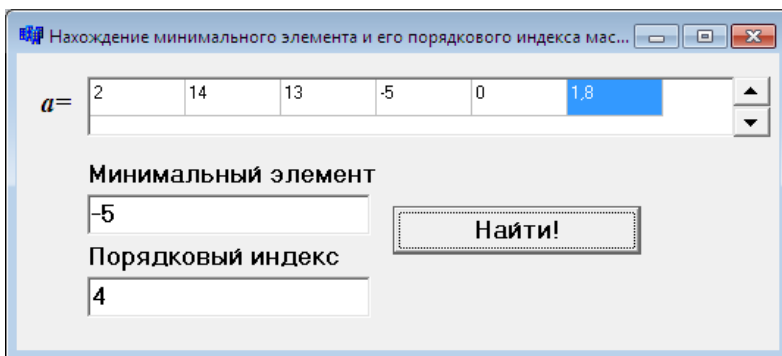 Нахождение минимального элемента и его порядкового индекса мас...
a= 2 14 13 -5 0 1,8
Минимальный элемент
-5
Найти!
Порядковый индекс
4